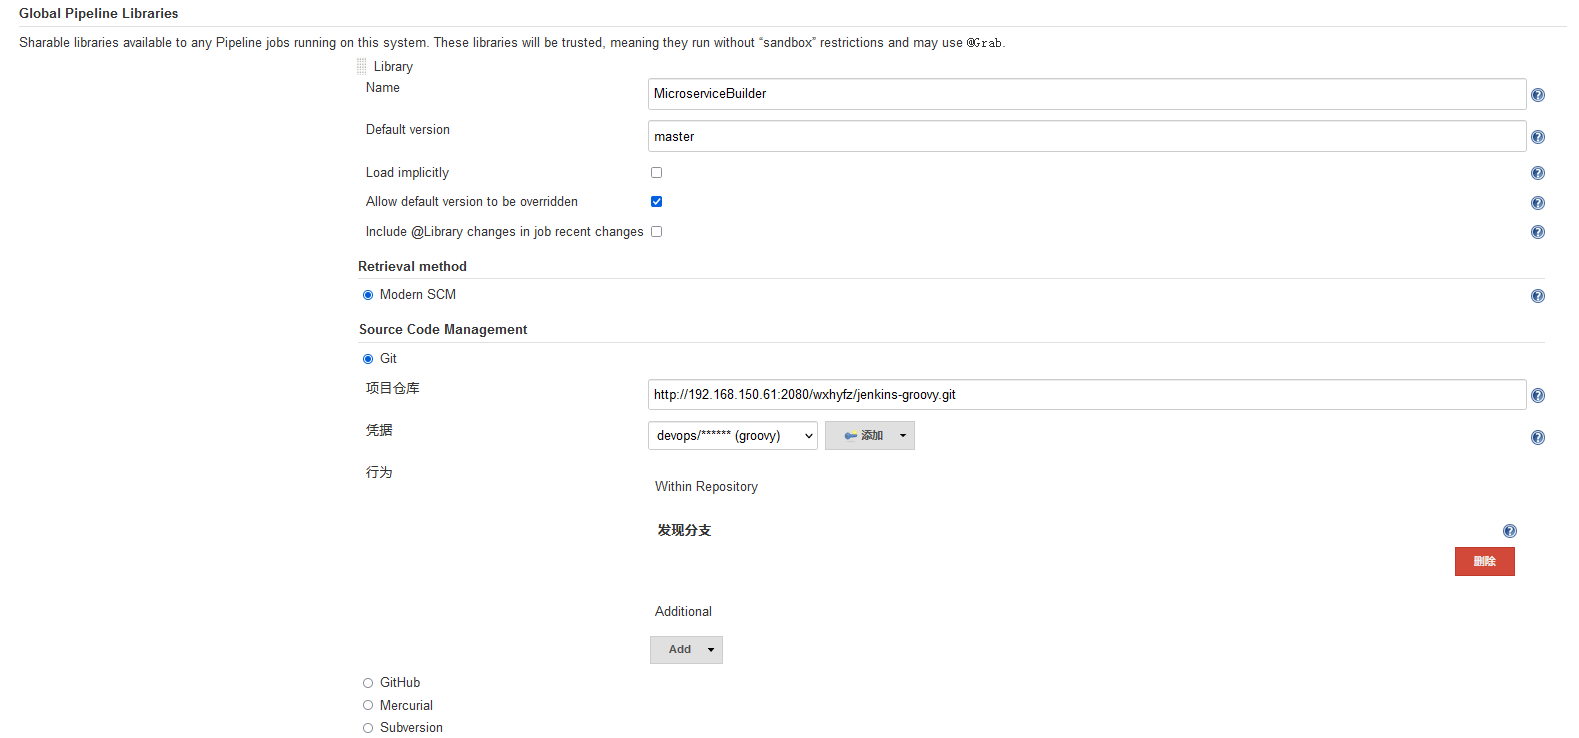 Global Pipeline Libraries
Sharable libraries available to any Pipeline jobs running on this system. These libraries will be trusted, meaning they run without “sandbox” restrictions and may use @Grab.
Library
Name
MicroserviceBuilder
Default version
master
Load implicitly
Allow default version to be overridden
Include @Library changes in job recent changes
Retrieval method
Modern SCM
Source Code Management
Git
项目仓库
http://192.168.150.61:2080/wxhyfz/jenkins-groovy.git
凭据
devops/****** (groovy)
添加
行为
Within Repository
发现分支
删除
Additional
Add
GitHub
Mercurial
Subversion